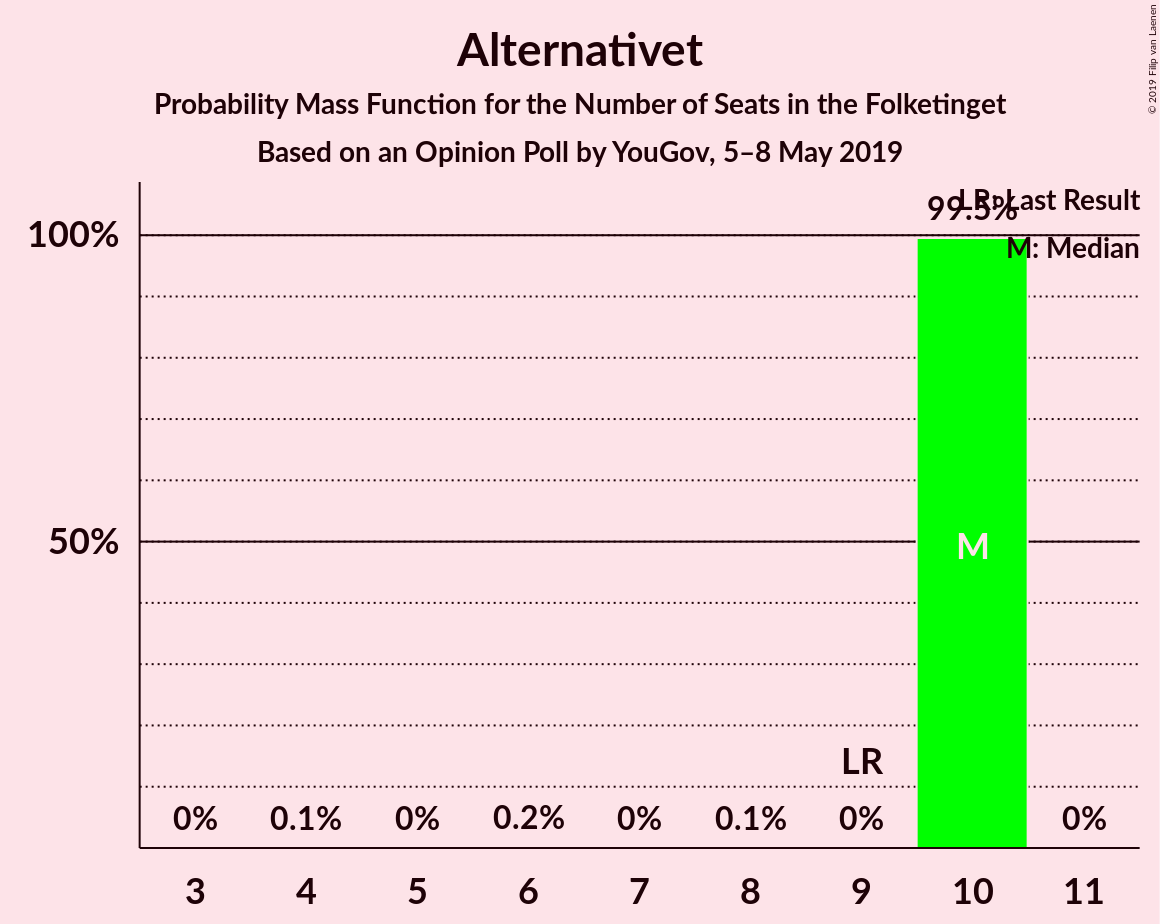 Alternativet
Probability Mass Function for the Number of Seats in the Folketinget
Based on an Opinion Poll by YouGov, 5–8 May 2019
© 2019 Filip van Laenen
LR: Last Result
M: Median
99.5%
100%
50%
M
LR
0% 0.1% 0% 0.2% 0% 0.1% 0% 0%
3 4 5 6 7 8 9 10 11